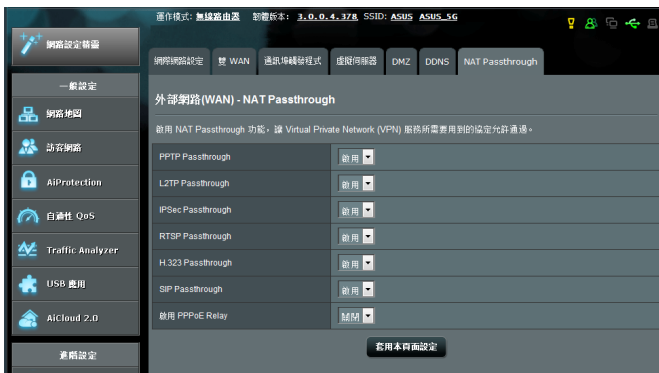 運作模式: 無線路由器 韌體版本: 3.0.0.4.378 SSID: ASUS ASUS_5G
網路設定精靈
網際網路設定 雙 WAN 通訊埠觸發程式 虛擬伺服器 DMZ DDNS NAT Passthrough
一般設定
外部網路(WAN) - NAT Passthrough
網路地圖
啟用 NAT Passthrough 功能，讓 Virtual Private Network (VPN) 服務所需要用到的協定允許通過。
訪客網路
PPTP Passthrough 啟用
AiProtection
L2TP Passthrough 啟用
IPSec Passthrough 啟用
自適性 QoS
RTSP Passthrough 啟用
Traffic Analyzer
H.323 Passthrough 啟用
USB 應用
SIP Passthrough 啟用
AiCloud 2.0
啟用 PPPoE Relay 關閉
套用本頁面設定
進階設定